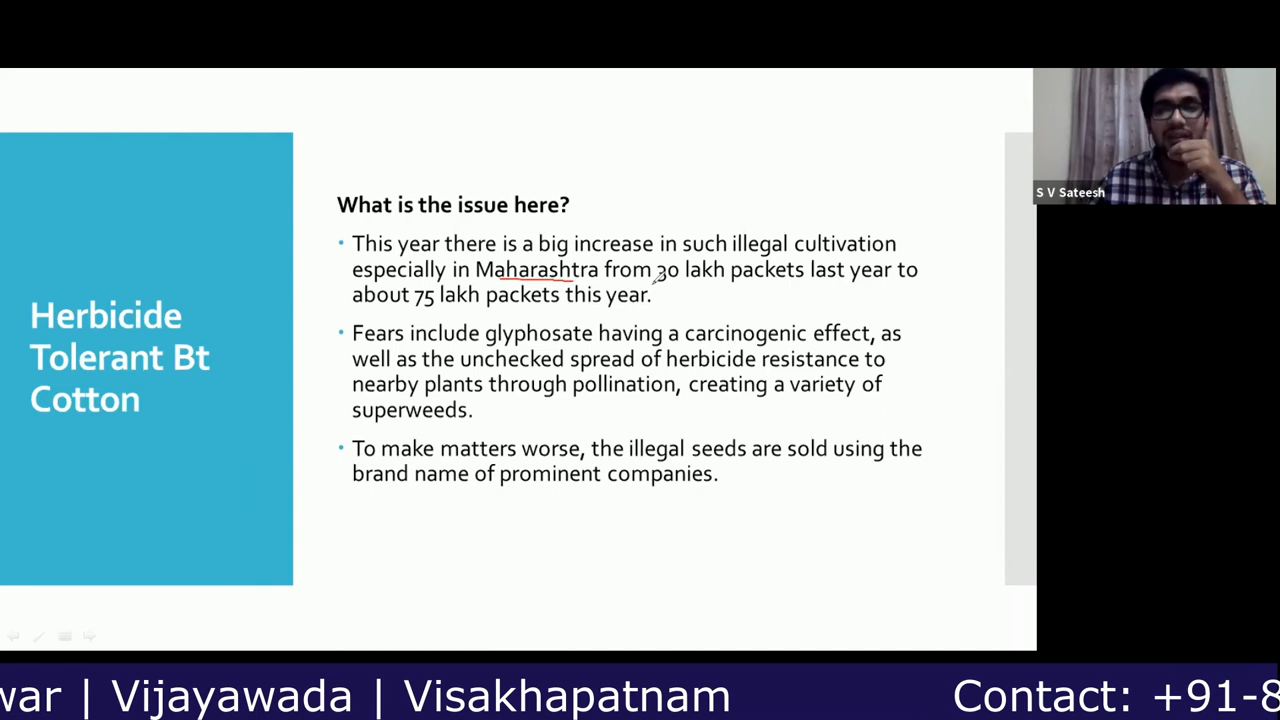 Herbicide
Tolerant Bt
Cotton
What is the issue here?
• This year there is a big increase in such illegal cultivation
especially in Maharashtra from 30 lakh packets last year to
about 75 lakh packets this year.
• Fears include glyphosate having a carcinogenic effect, as
well as the unchecked spread of herbicide resistance to
nearby plants through pollination, creating a variety of
superweeds.
• To make matters worse, the illegal seeds are sold using the
brand name of prominent companies.
S V Sateesh
| Vijayawada | Visakhapatnam
Contact: +91-8